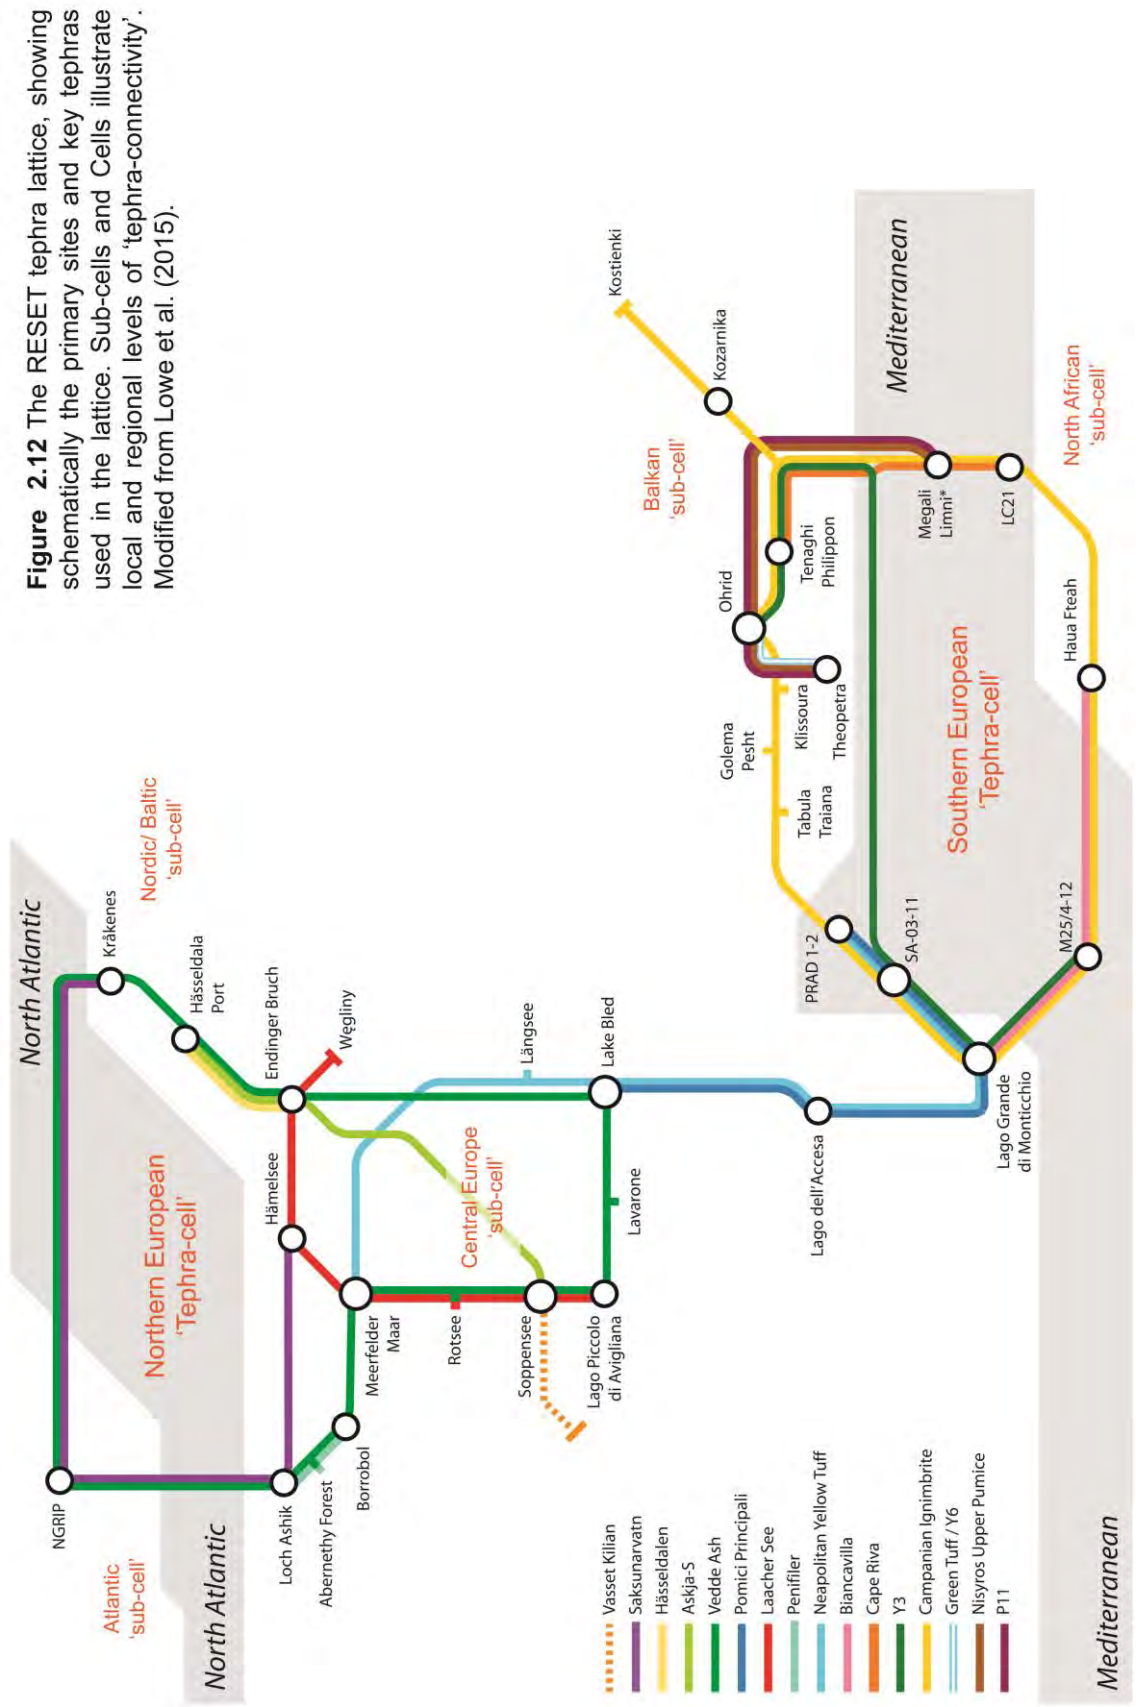 Figure 2.12 The RESET tephra lattice, showing
schematically the primary sites and key tephras
used in the lattice. Sub-cells and Cells illustrate
local and regional levels of 'tephra-connectivity'.
Modified from Lowe et al. (2015).
North Atlantic
Nordic/ Baltic
'sub-cell'
Kråkenes
Hässeldala
Port
Endinger Bruch
Węgliny
Northern European
'Tephra-cell'
Hämelsee
NGRIP
Atlantic
'sub-cell'
North Atlantic
Loch Ashik
Abernethy Forest
Borrobol
Meerfelder
Maar
Rotsee
Soppensee
Lago Piccolo
di Avigliana
Central Europe
'sub-cell'
Längsee
Lake Bled
Lavarone
Lago dell'Accesa
Lago Grande
di Monticchio
PRAD 1-2
SA-03-11
M25/4-12
Tabula
Traiana
Golema
Pesht
Klissoura
Theopetra
Ohrid
Tenaghi
Philippon
Balkan
'sub-cell'
Kozarnika
Kostienki
Mediterranean
Megali
Limni*
LC21
North African
'sub-cell'
Haua Fteah
Southern European
'Tephra-cell'
Mediterranean
Vasset Kilian
Saksunarvatn
Hässeldalen
Askja-S
Vedde Ash
Pomici Principali
Laacher See
Penifiler
Neapolitan Yellow Tuff
Biancavilla
Cape Riva
Y3
Campanian Ignimbrite
Green Tuff / Y6
Nisyros Upper Pumice
P11